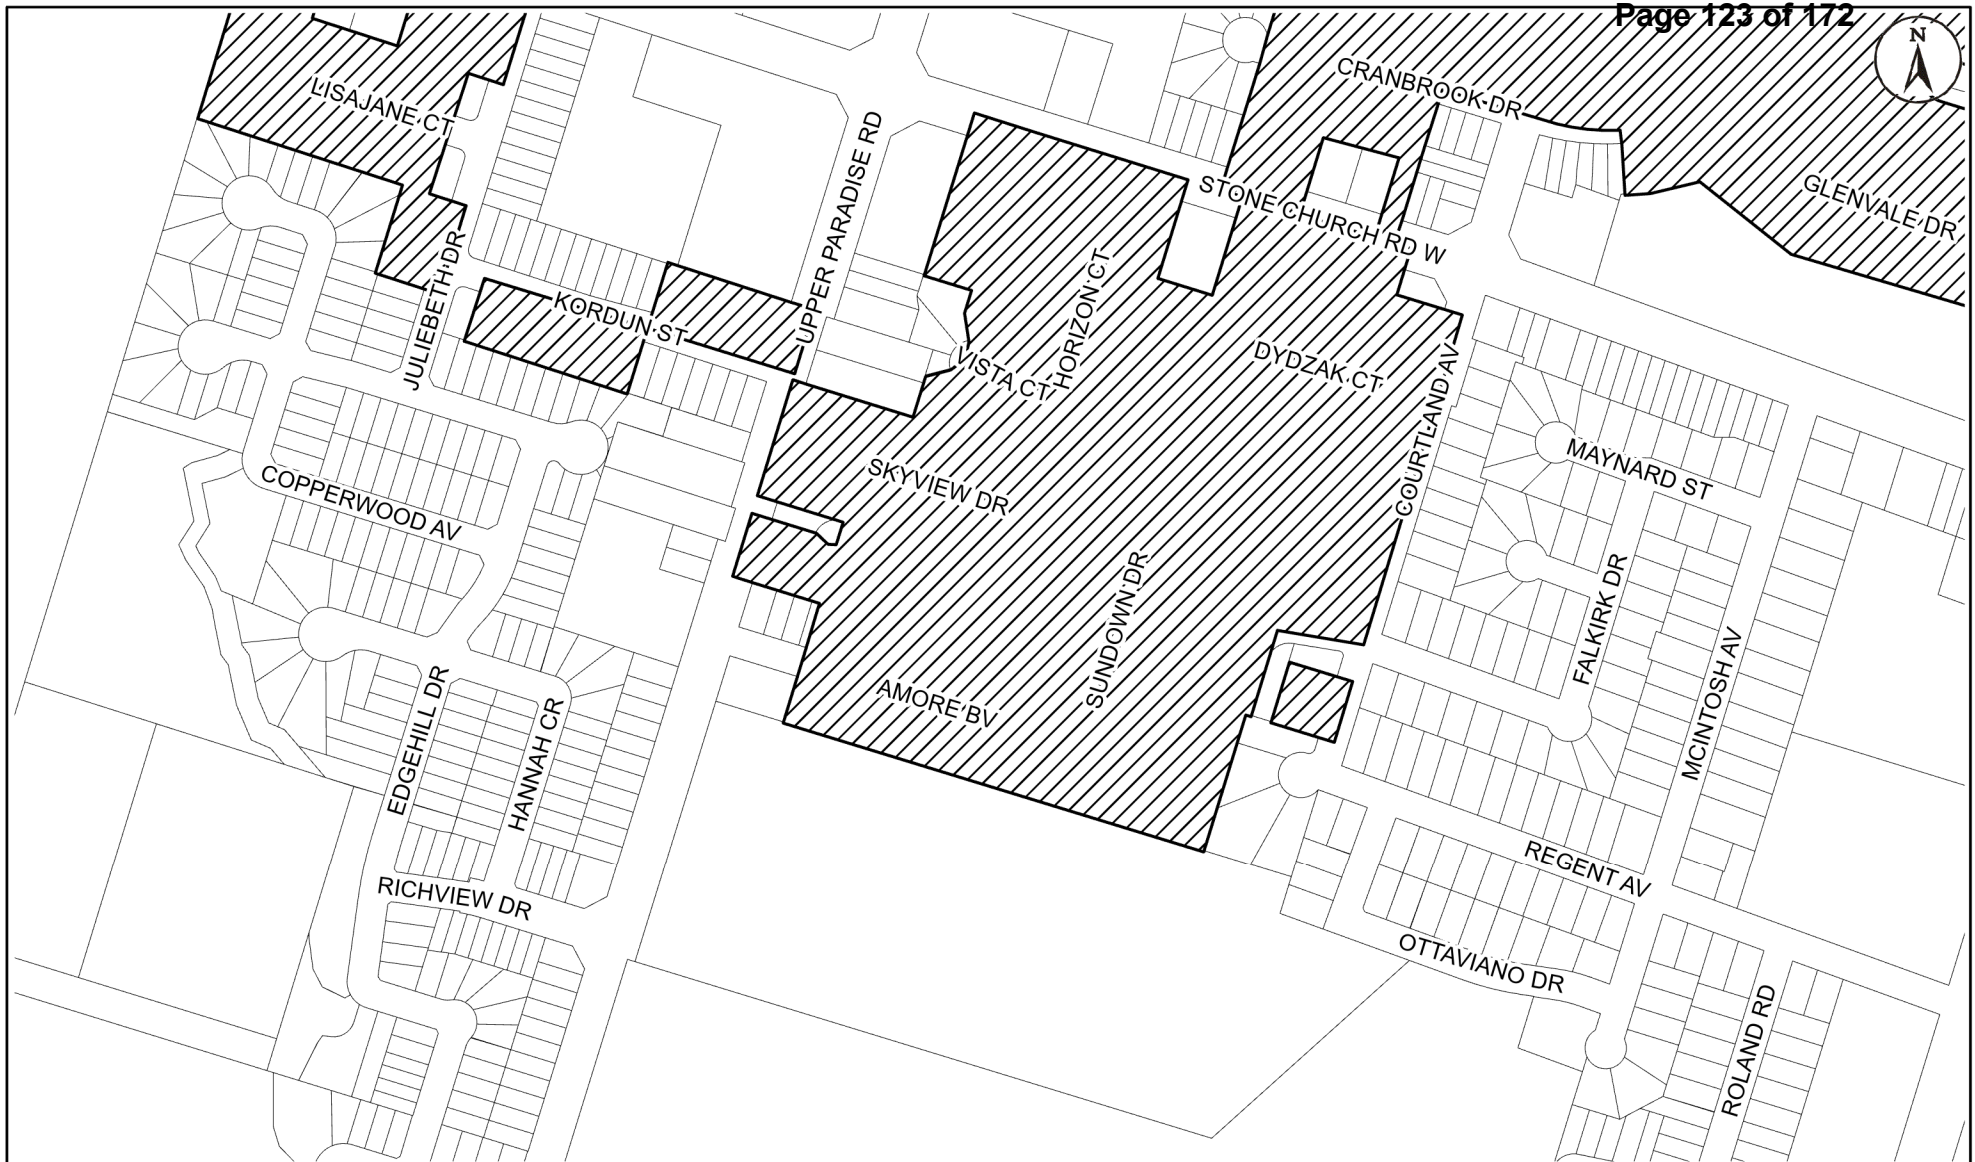 Page 123 of 172
N
CRANBROOK DR
LISAJANE CT
UPPER PARADISE RD
STONE CHURCH RD W
GLENVALE DR
JULIEBETH DR
KORDUN ST
HORIZON CT
VISTA CT
DYDZAK CT
COURTLAND AV
MAYNARD ST
SKYVIEW DR
COPPERWOOD AV
FALKIRK DR
SUNDOWN DR
MCINTOSH AV
AMORE BV
EDGEHILL DR
HANNAH CR
REGENT AV
RICHVIEW DR
OTTAVIANO DR
ROLAND RD